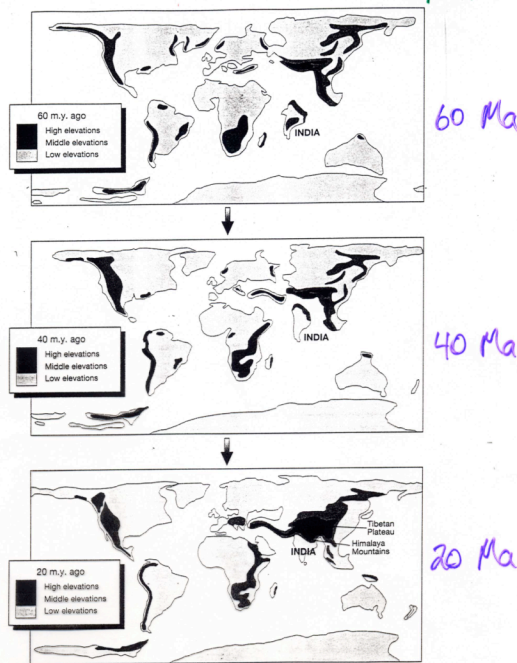 60 m.y. ago
High elevations
Middle elevations
Low elevations
INDIA
60 Ma
40 m.y. ago
High elevations
Middle elevations
Low elevations
INDIA
40 Ma
20 m.y. ago
High elevations
Middle elevations
Low elevations
INDIA
Tibetan
Plateau
Himalaya
Mountains
20 Ma